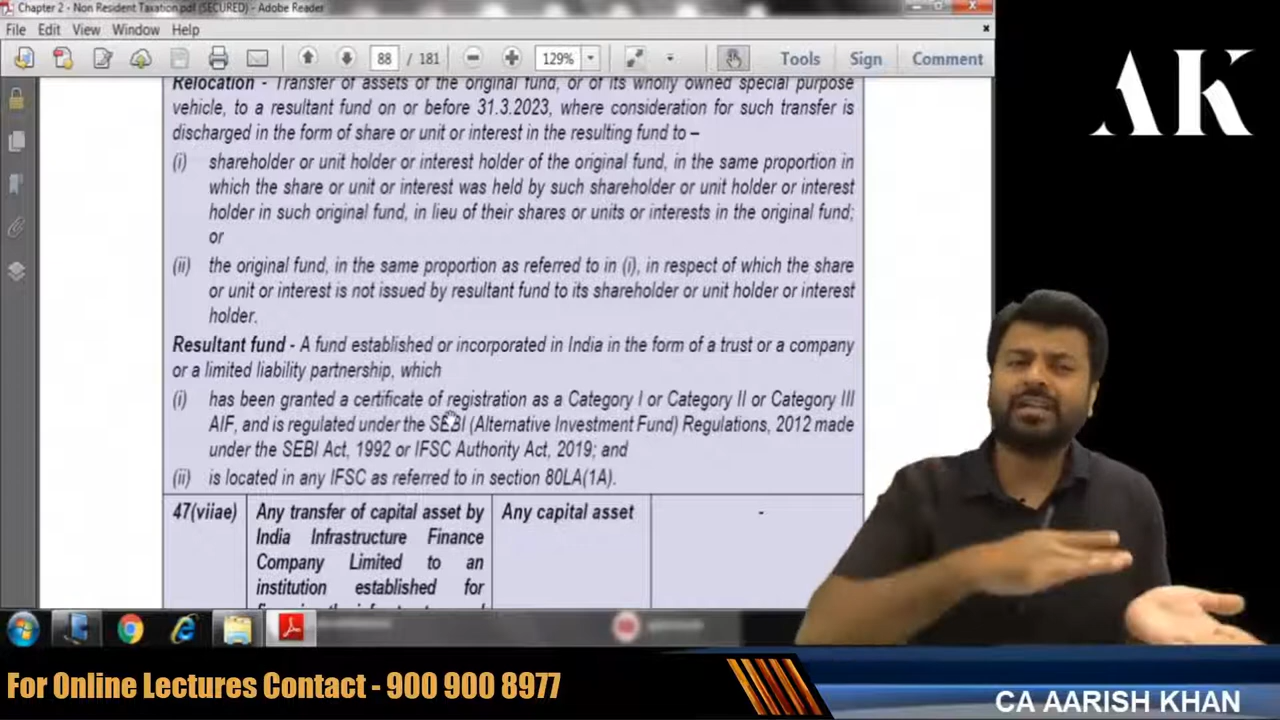 Chapter 2 - Non Resident Taxation.pdf (SECURED) - Adobe Reader
File Edit View Window Help
88 / 181 129% Tools Sign Comment
AK
Relocation - Transfer of assets of the original fund, or of its wholly owned special purpose
vehicle, to a resultant fund on or before 31.3.2023, where consideration for such transfer is
discharged in the form of share or unit or interest in the resulting fund to –
(i) shareholder or unit holder or interest holder of the original fund, in the same proportion in
which the share or unit or interest was held by such shareholder or unit holder or interest
holder in such original fund, in lieu of their shares or units or interests in the original fund;
or
(ii) the original fund, in the same proportion as referred to in (i), in respect of which the share
or unit or interest is not issued by resultant fund to its shareholder or unit holder or interest
holder.
Resultant fund - A fund established or incorporated in India in the form of a trust or a company
or a limited liability partnership, which
(i) has been granted a certificate of registration as a Category I or Category II or Category III
AIF, and is regulated under the SEBI (Alternative Investment Fund) Regulations, 2012 made
under the SEBI Act, 1992 or IFSC Authority Act, 2019; and
(ii) is located in any IFSC as referred to in section 80LA(1A).
47(viiae) Any transfer of capital asset by Any capital asset -
India Infrastructure Finance
Company Limited to an
institution established for
For Online Lectures Contact - 900 900 8977
CA AARISH KHAN